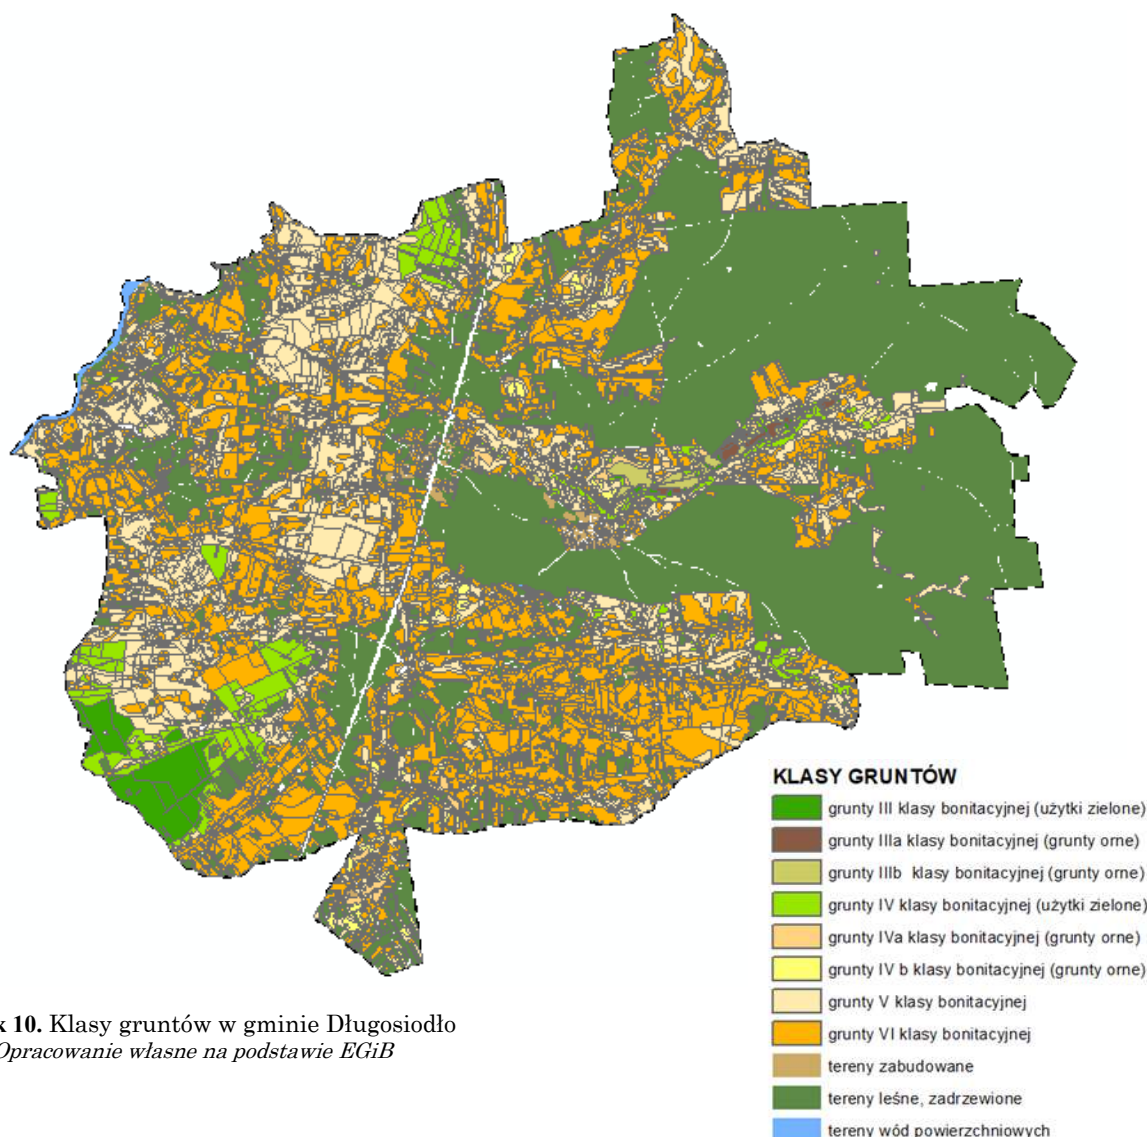 KLASY GRUNTÓW
grunty III klasy bonitacyjnej (użytki zielone)
grunty IIIa klasy bonitacyjnej (grunty orne)
grunty IIIb klasy bonitacyjnej (grunty orne)
grunty IV klasy bonitacyjnej (użytki zielone)
grunty IVa klasy bonitacyjnej (grunty orne)
grunty IV b klasy bonitacyjnej (grunty orne)
grunty V klasy bonitacyjnej
grunty VI klasy bonitacyjnej
tereny zabudowane
tereny leśne, zadrzewione
tereny wód powierzchniowych
10. Klasy gruntów w gminie Długosiodło
Opracowanie własne na podstawie EGiB